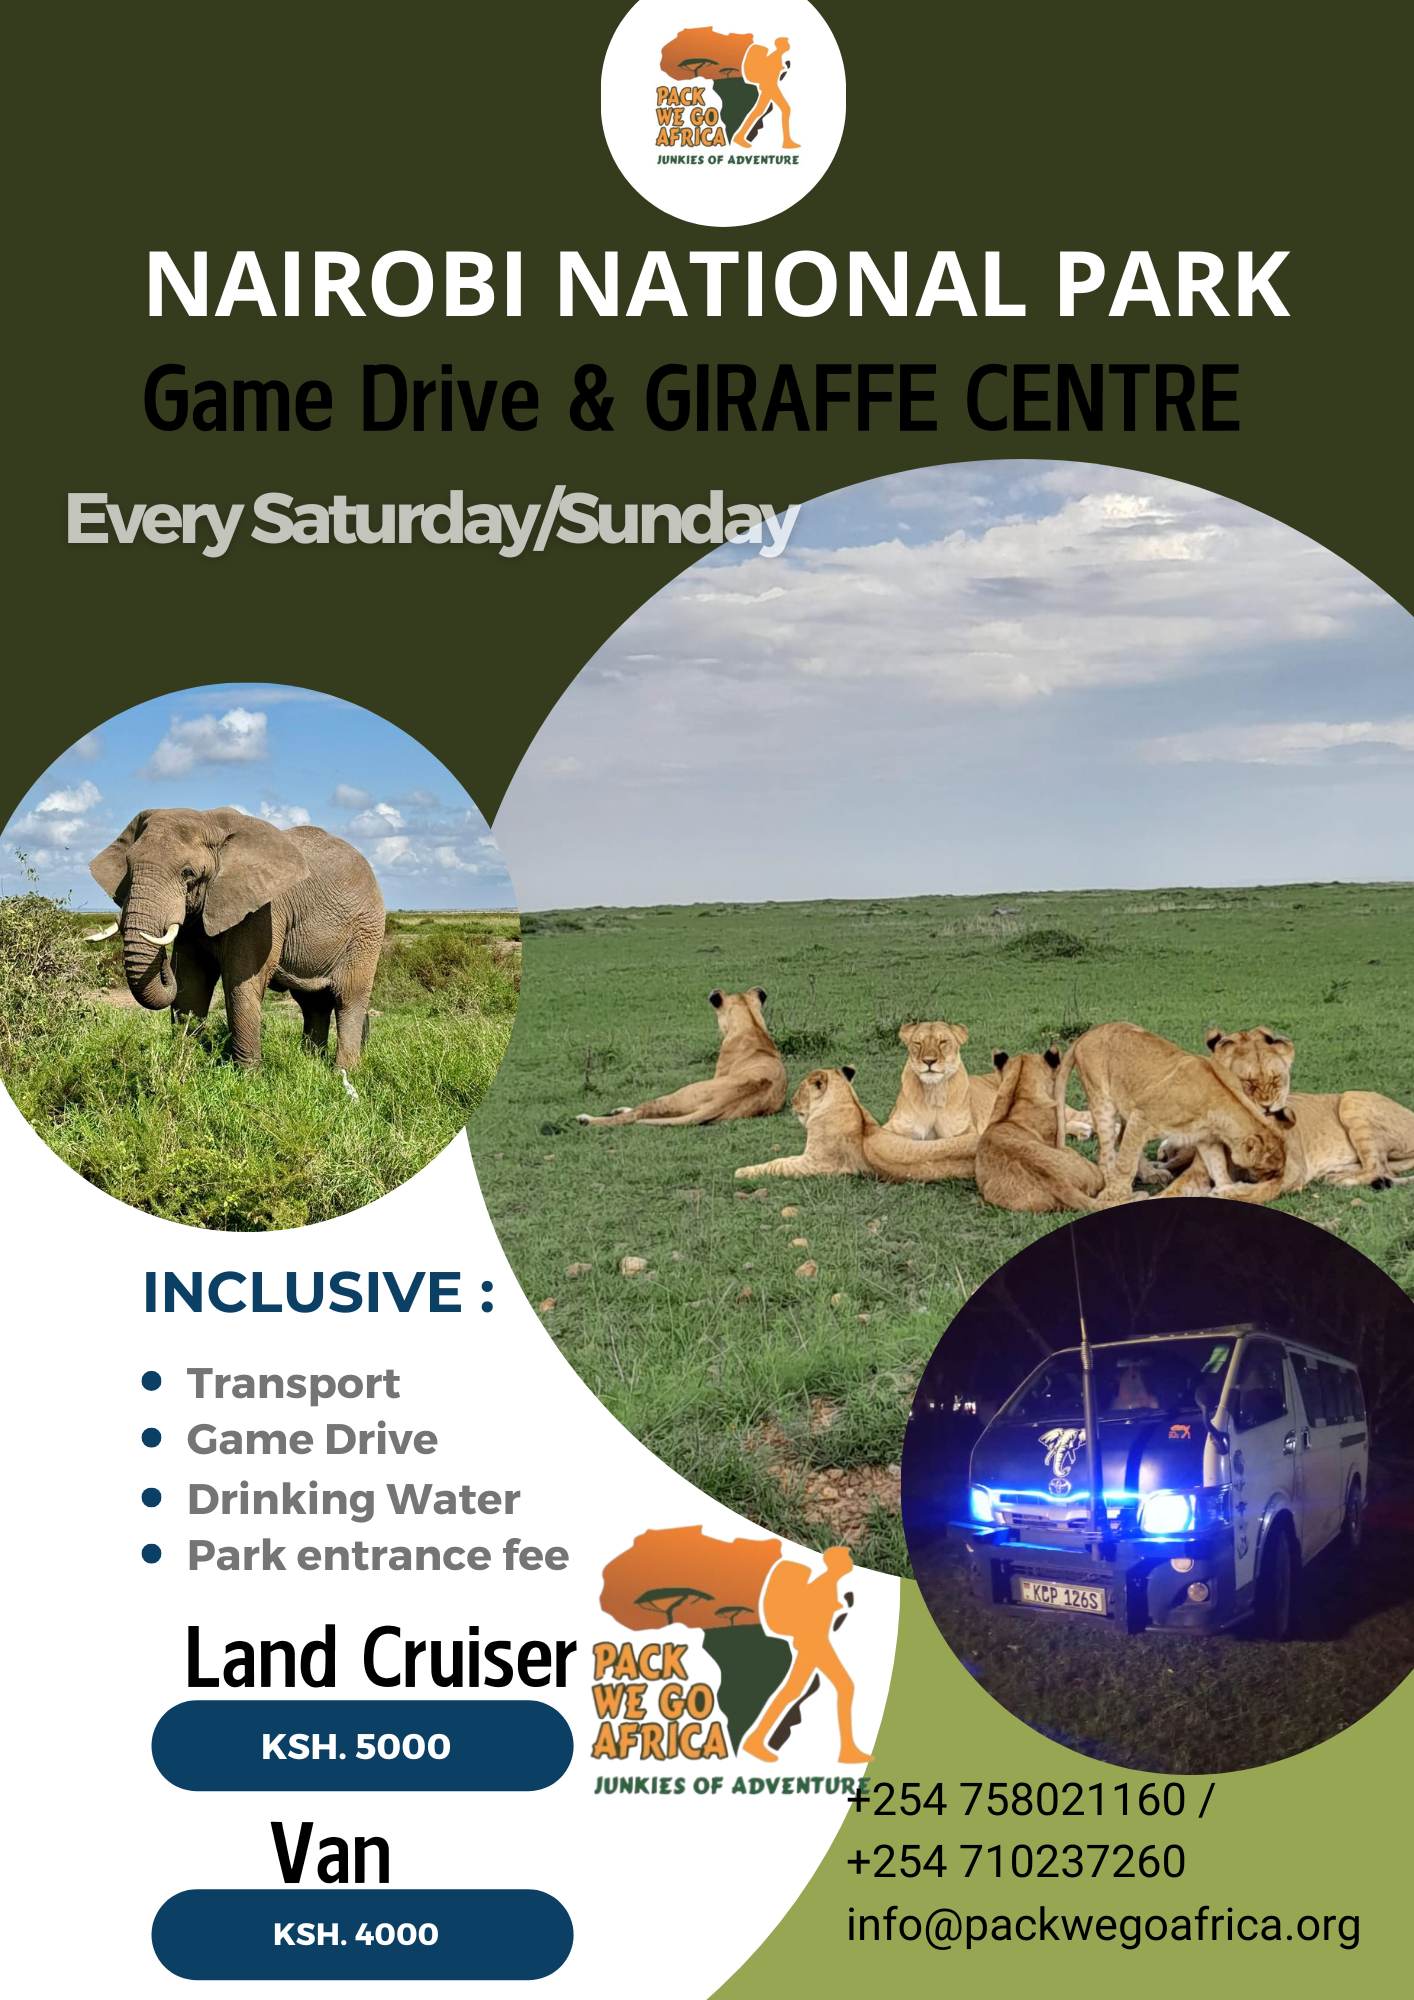 PACK
WE GO
AFRICA
JUNKIES OF ADVENTURE
NAIROBI NATIONAL PARK
Game Drive & GIRAFFE CENTRE
Every Saturday/Sunday
INCLUSIVE :
Transport
Game Drive
Drinking Water
Park entrance fee
KCP 126S
Land Cruiser
KSH. 5000
PACK
WE GO
AFRICA
JUNKIES OF ADVENTURE
Van
KSH. 4000
+254 758021160 /
+254 710237260
info@packwegoafrica.org